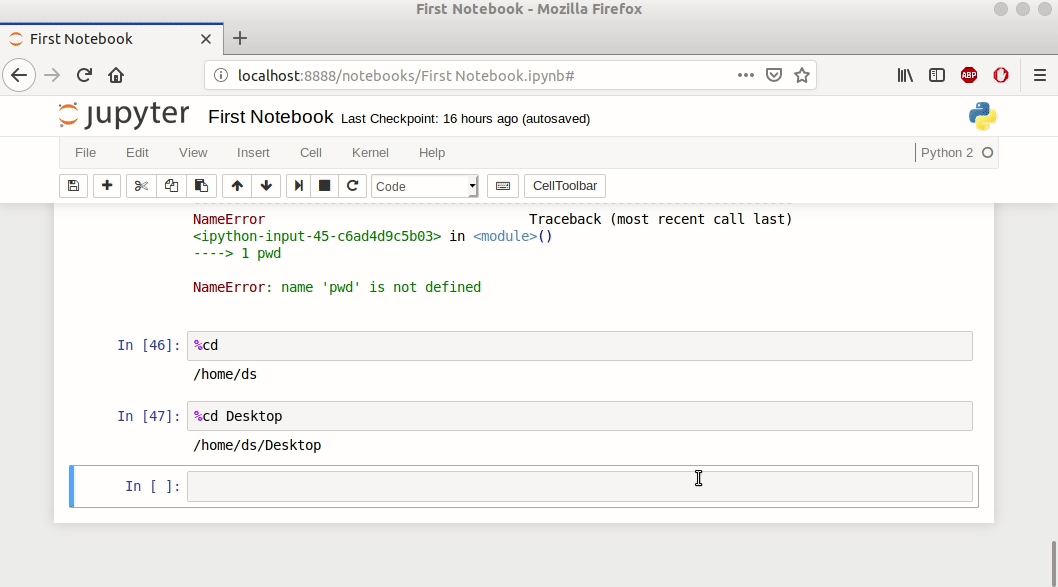 First Notebook - Mozilla Firefox
First Notebook
localhost:8888/notebooks/First Notebook.ipynb#
ABP
jupyter First Notebook Last Checkpoint: 16 hours ago (autosaved)
File Edit View Insert Cell Kernel Help Python 2
Code CellToolbar
NameError Traceback (most recent call last)
<ipython-input-45-c6ad4d9c5b03> in <module>()
----> 1 pwd
NameError: name 'pwd' is not defined
In [46]: %cd
/home/ds
In [47]: %cd Desktop
/home/ds/Desktop
In [ ]: